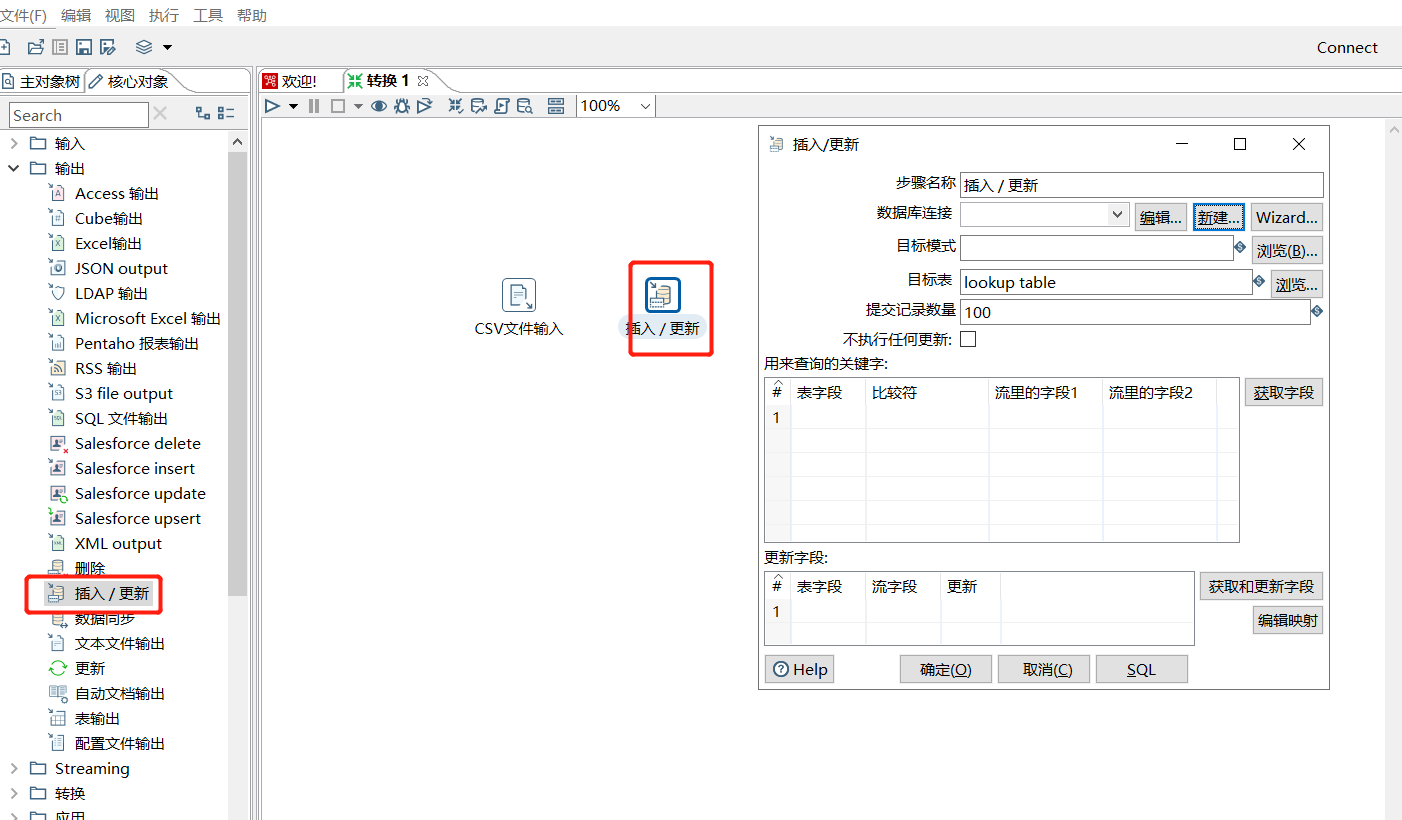 文件(F) 编辑 视图 执行 工具 帮助
Connect
主对象树 核心对象
Search
输入
输出
Access 输出
Cube输出
Excel输出
JSON output
LDAP 输出
Microsoft Excel 输出
Pentaho 报表输出
RSS 输出
S3 file output
SQL 文件输出
Salesforce delete
Salesforce insert
Salesforce update
Salesforce upsert
XML output
删除
插入 / 更新
数据同步
文本文件输出
更新
自动文档输出
表输出
配置文件输出
Streaming
转换
应用
欢迎! 转换 1
100%
CSV文件输入
插入 / 更新
插入/更新
步骤名称 插入 / 更新
数据库连接 编辑... 新建... Wizard...
目标模式 浏览(B)...
目标表 lookup table 浏览...
提交记录数量 100
不执行任何更新:
用来查询的关键字:
# 表字段 比较符 流里的字段1 流里的字段2 获取字段
1
更新字段:
# 表字段 流字段 更新 获取和更新字段
1
编辑映射
Help 确定(O) 取消(C) SQL